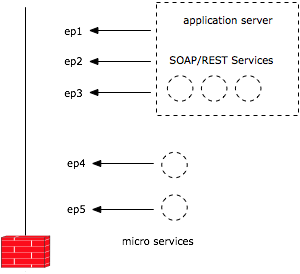 application server
ep1
ep2
SOAP/REST Services
ep3
ep4
ep5
micro services